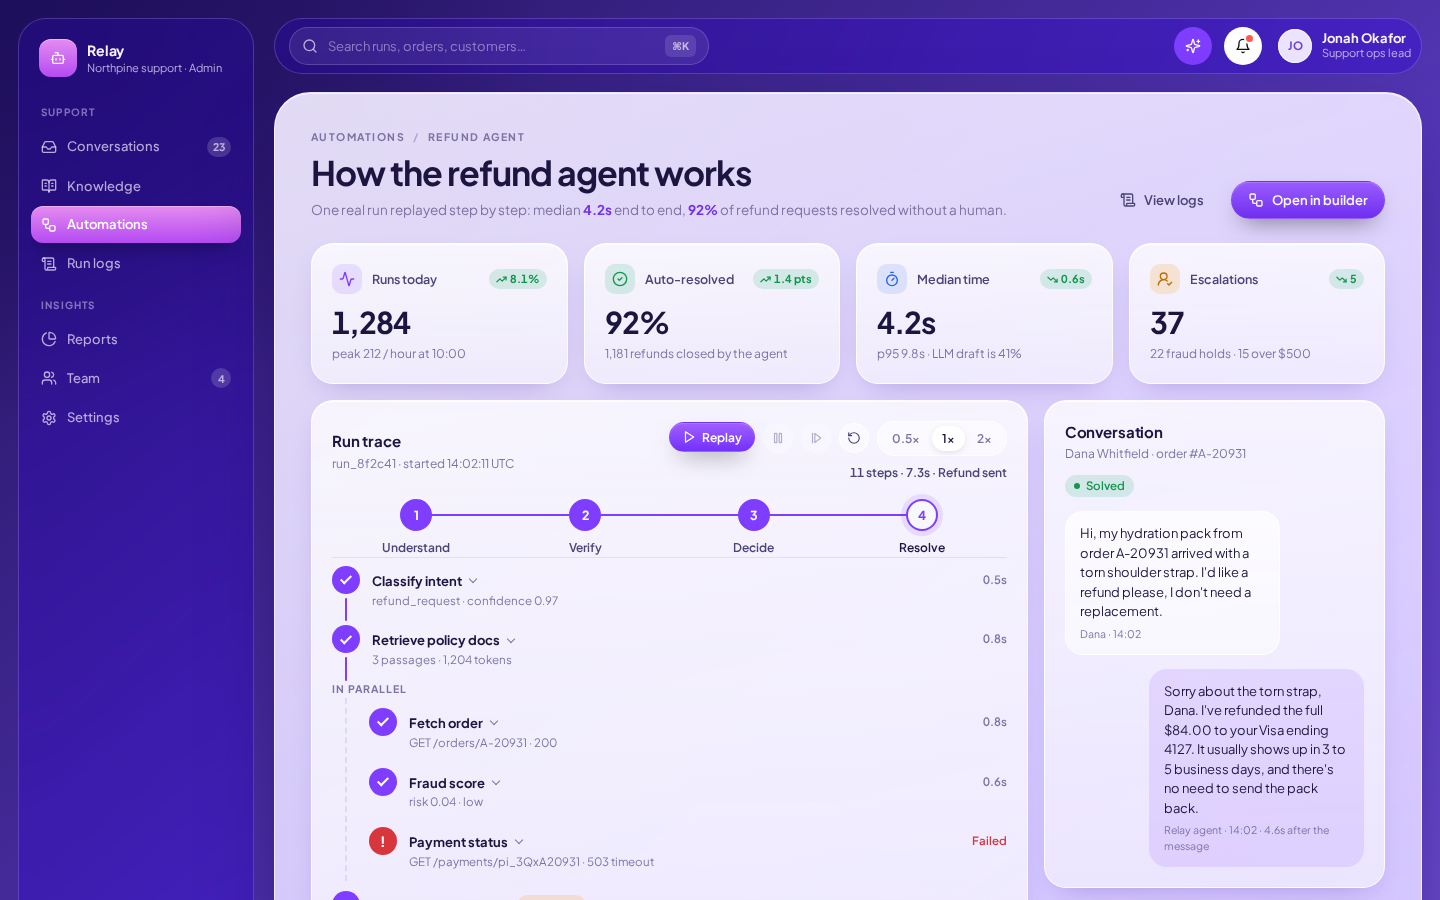 Relay
Northpine support · Admin
SUPPORT
Conversations 23
Knowledge
Automations
Run logs
INSIGHTS
Reports
Team 4
Settings
Search runs, orders, customers… ⌘K
JO
Jonah Okafor
Support ops lead
AUTOMATIONS / REFUND AGENT
How the refund agent works
One real run replayed step by step: median 4.2s end to end, 92% of refund requests resolved without a human.
View logs
Open in builder
Runs today 8.1%
1,284
peak 212 / hour at 10:00
Auto-resolved 1.4 pts
92%
1,181 refunds closed by the agent
Median time 0.6s
4.2s
p95 9.8s · LLM draft is 41%
Escalations 5
37
22 fraud holds · 15 over $500
Run trace
run_8f2c41 · started 14:02:11 UTC
Replay
0.5× 1× 2×
11 steps · 7.3s · Refund sent
1 2 3 4
Understand Verify Decide Resolve
Classify intent 0.5s
refund_request · confidence 0.97
Retrieve policy docs 0.8s
3 passages · 1,204 tokens
IN PARALLEL
Fetch order 0.8s
GET /orders/A-20931 · 200
Fraud score 0.6s
risk 0.04 · low
! Payment status Failed
GET /payments/pi_3QxA20931 · 503 timeout
Conversation
Dana Whitfield · order #A-20931
Solved
Hi, my hydration pack from
order A-20931 arrived with a
torn shoulder strap. I'd like a
refund please, I don't need a
replacement.
Dana · 14:02
Sorry about the torn strap,
Dana. I've refunded the full
$84.00 to your Visa ending
4127. It usually shows up in 3 to
5 business days, and there's
no need to send the pack
back.
Relay agent · 14:02 · 4.6s after the
message